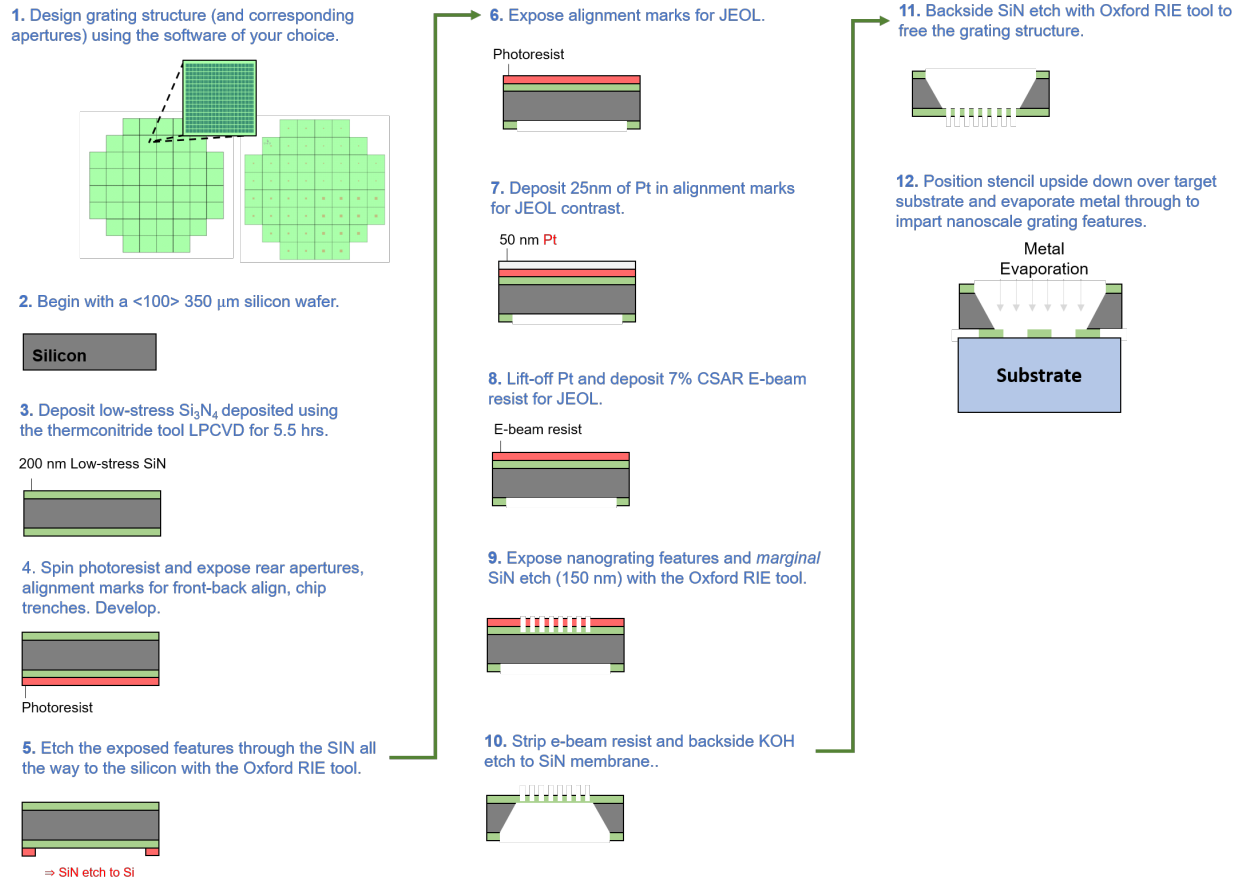 1. Design grating structure (and corresponding
apertures) using the software of your choice.
2. Begin with a <100> 350 μm silicon wafer.
Silicon
3. Deposit low-stress Si₃N₄ deposited using
the thermconitride tool LPCVD for 5.5 hrs.
200 nm Low-stress SiN
4. Spin photoresist and expose rear apertures,
alignment marks for front-back align, chip
trenches. Develop.
Photoresist
5. Etch the exposed features through the SIN all
the way to the silicon with the Oxford RIE tool.
⇒ SiN etch to Si
6. Expose alignment marks for JEOL.
Photoresist
7. Deposit 25nm of Pt in alignment marks
for JEOL contrast.
50 nm Pt
8. Lift-off Pt and deposit 7% CSAR E-beam
resist for JEOL.
E-beam resist
9. Expose nanograting features and marginal
SiN etch (150 nm) with the Oxford RIE tool.
10. Strip e-beam resist and backside KOH
etch to SiN membrane..
11. Backside SiN etch with Oxford RIE tool to
free the grating structure.
12. Position stencil upside down over target
substrate and evaporate metal through to
impart nanoscale grating features.
Metal
Evaporation
Substrate